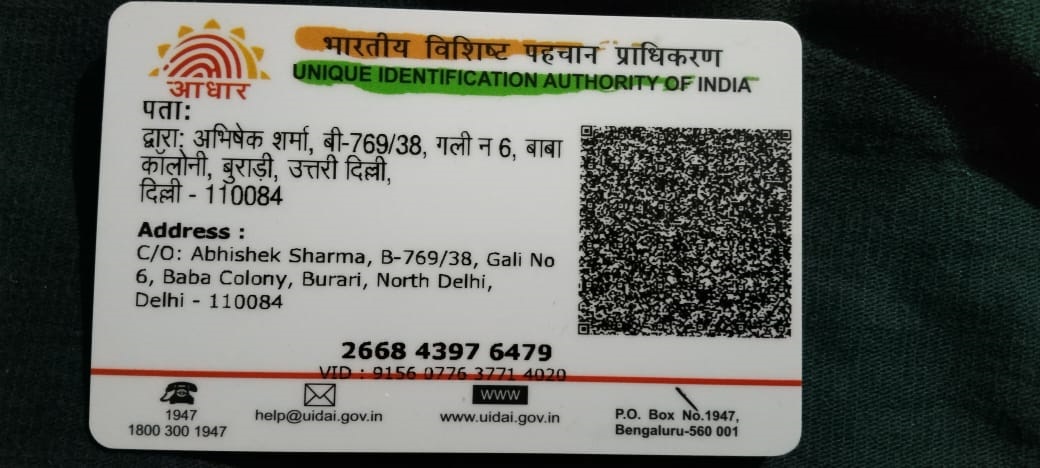 भारतीय विशिष्ट पहचान प्राधिकरण
UNIQUE IDENTIFICATION AUTHORITY OF INDIA
आधार
पता:
द्वारा: अभिषेक शर्मा, बी-769/38, गली न 6, बाबा
कॉलोनी, बुराड़ी, उत्तरी दिल्ली,
दिल्ली - 110084
Address :
C/O: Abhishek Sharma, B-769/38, Gali No
6, Baba Colony, Burari, North Delhi,
Delhi - 110084
2668 4397 6479
VID : 9156 0776 3771 4020
1947
1800 300 1947
help@uidai.gov.in
www
www.uidai.gov.in
P.O. Box No.1947,
Bengaluru-560 001